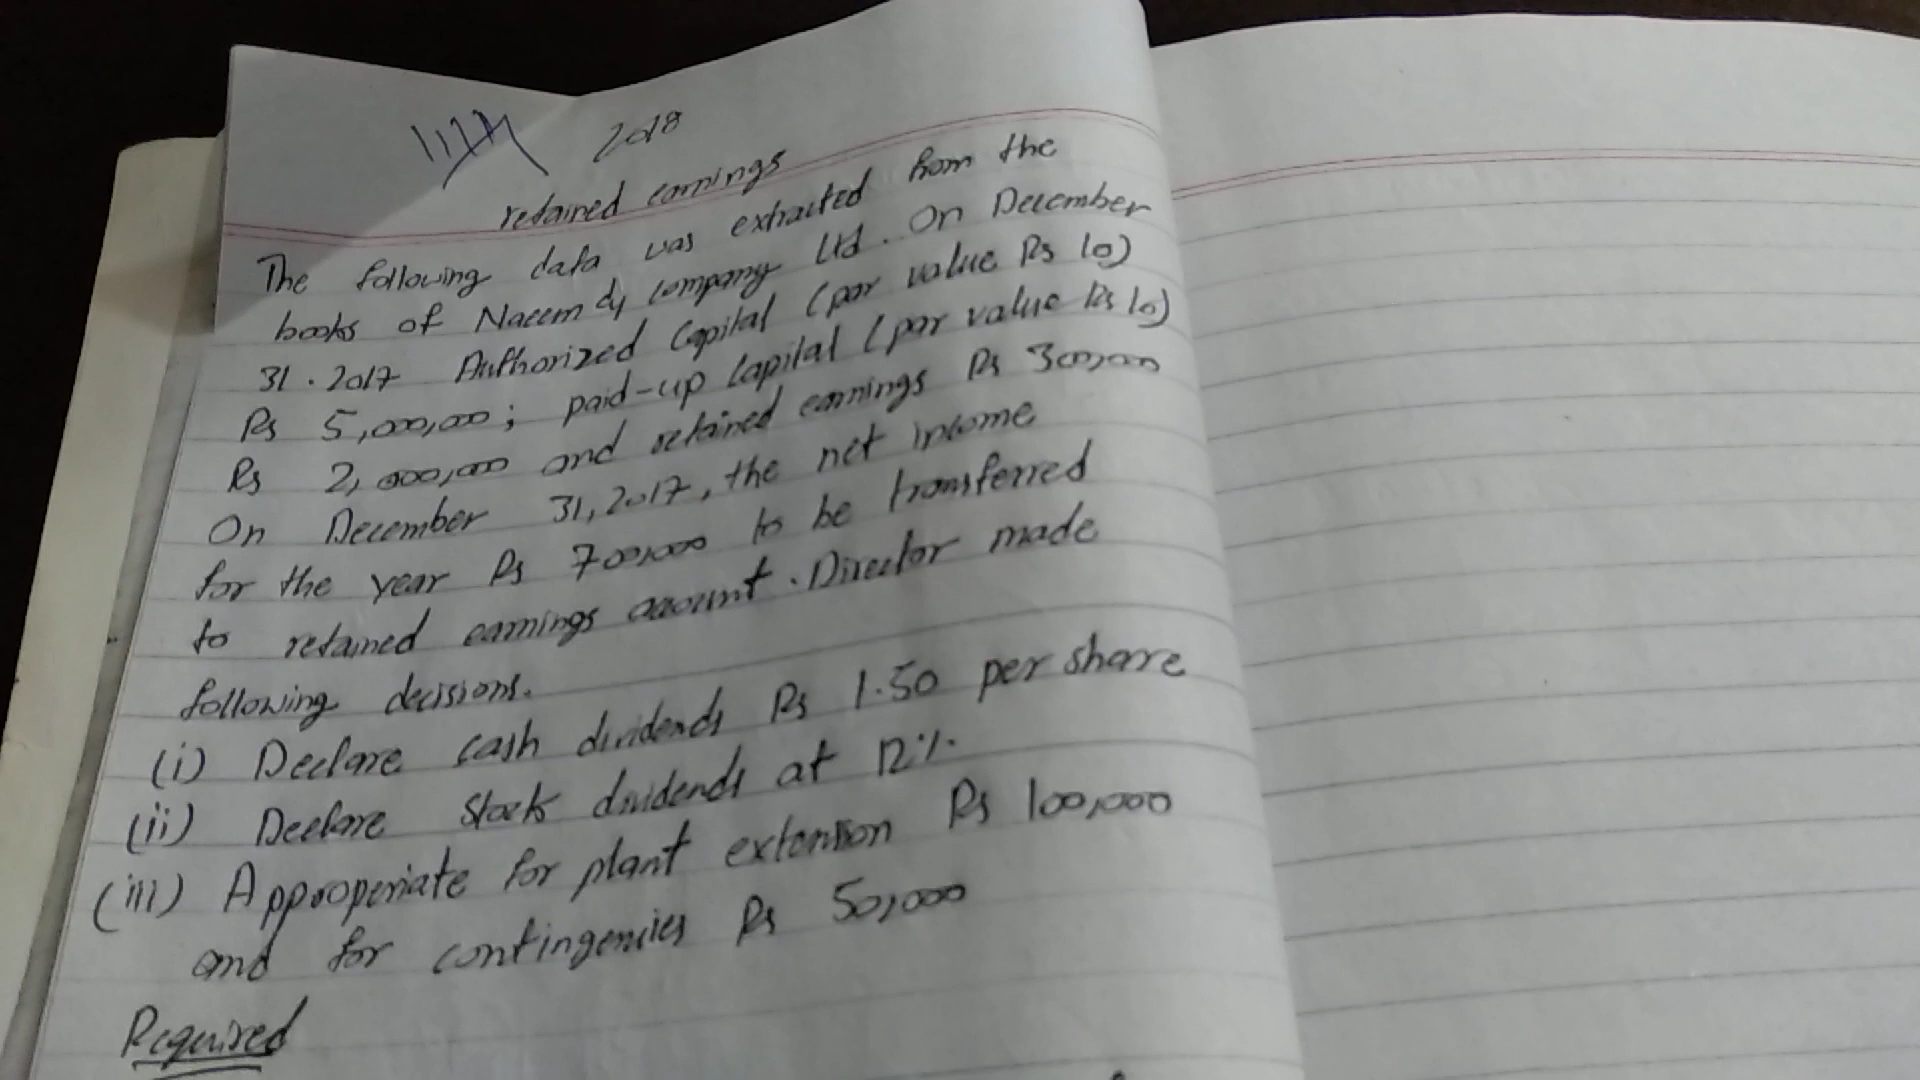 2018
retained earnings
The following data was extracted from the
books of Naeem dy company Ltd. On December
31.2017 Authorized Capital (par value Rs 10)
Rs 5,000,000; paid-up capital (par value Rs 10)
Rs 2,000,000 and retained earnings Rs 300,000
On December 31, 2017, the net income
for the year Rs 700,000 to be transferred
to retained earnings account. Director made
following decisions.
(i) Declare cash dividends Rs 1.50 per share
(ii) Declare stock dividends at 12%.
(iii) Appropriate for plant extention Rs 100,000
and for contingencies Rs 50,000
Required